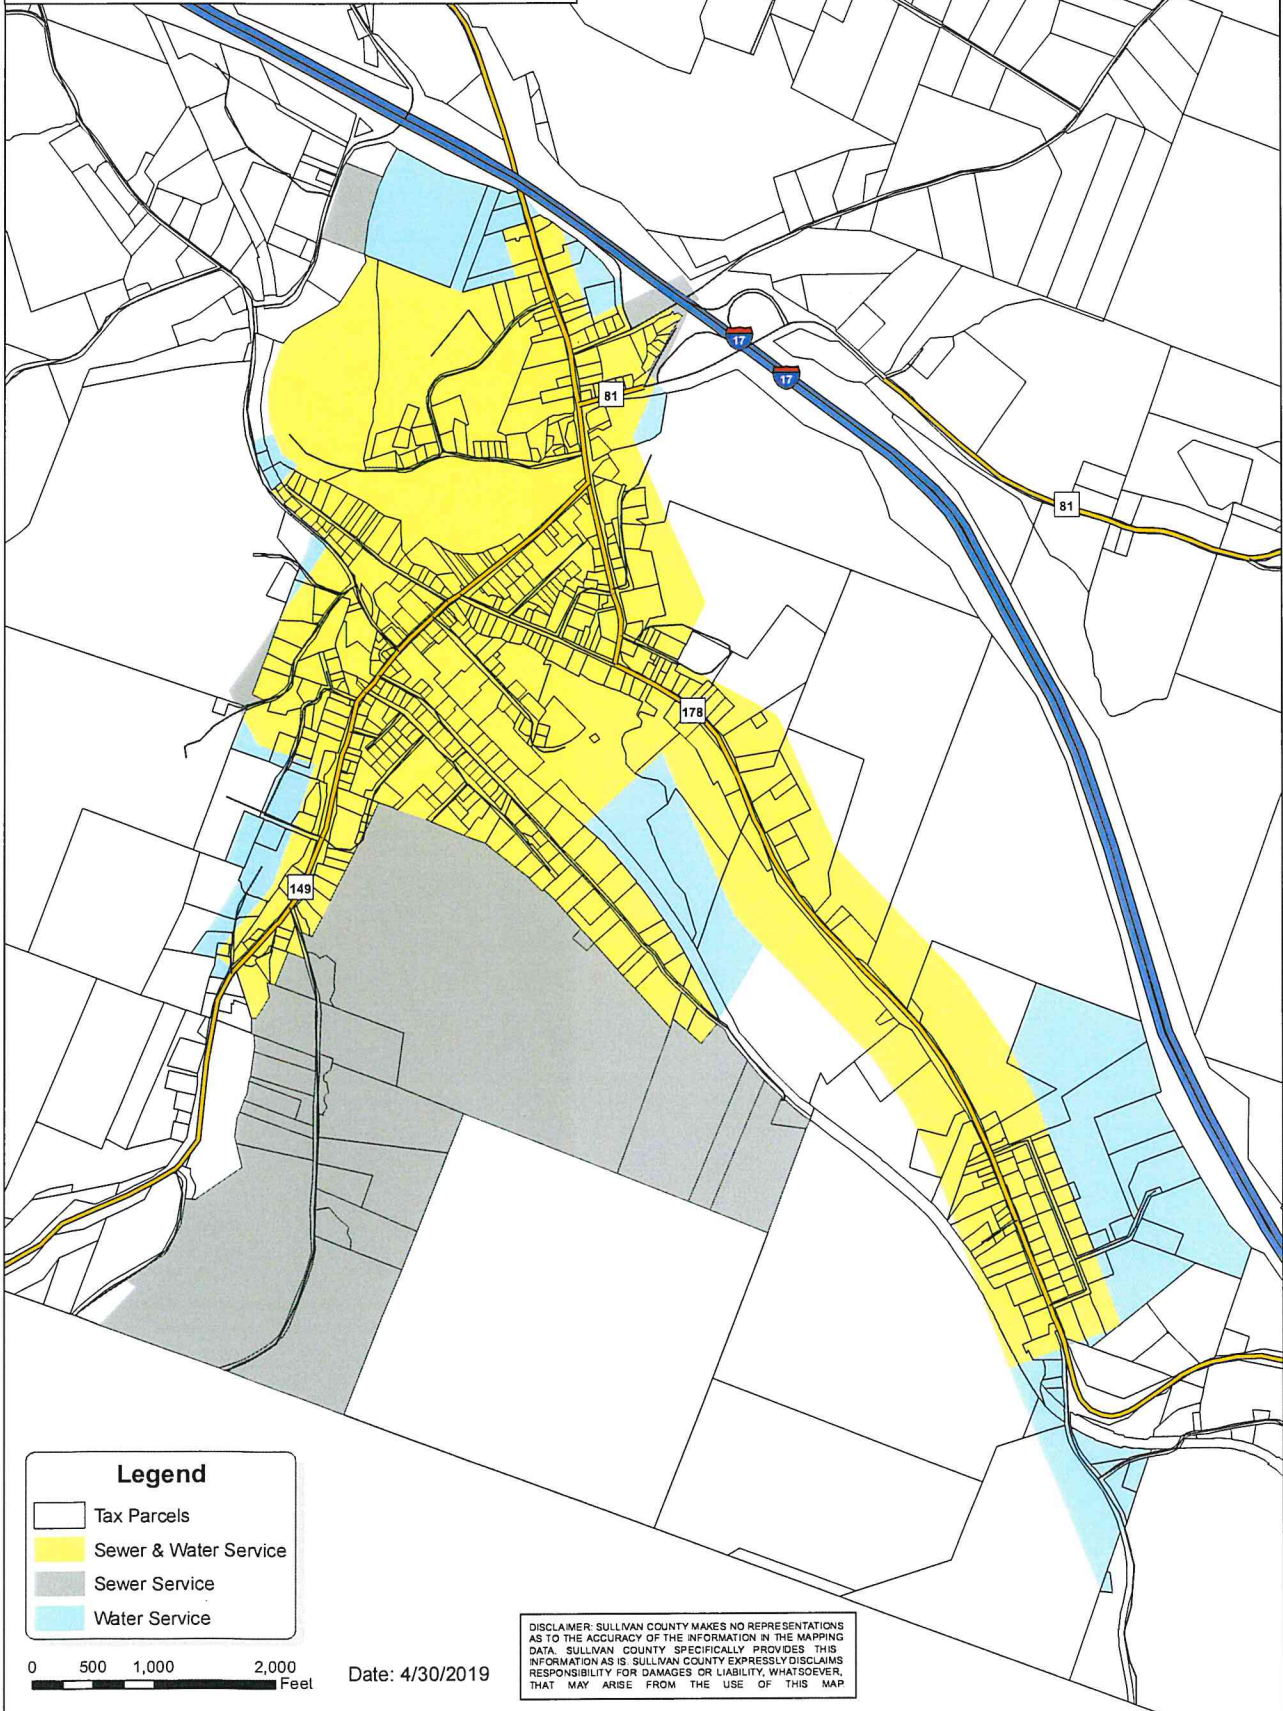 17
17
81
81
178
149
Legend
Tax Parcels
Sewer & Water Service
Sewer Service
Water Service
0 500 1,000 2,000
Feet
Date: 4/30/2019
DISCLAIMER: SULLIVAN COUNTY MAKES NO REPRESENTATIONS
AS TO THE ACCURACY OF THE INFORMATION IN THE MAPPING
DATA. SULLIVAN COUNTY SPECIFICALLY PROVIDES THIS
INFORMATION AS IS. SULLIVAN COUNTY EXPRESSLY DISCLAIMS
RESPONSIBILITY FOR DAMAGES OR LIABILITY, WHATSOEVER,
THAT MAY ARISE FROM THE USE OF THIS MAP.